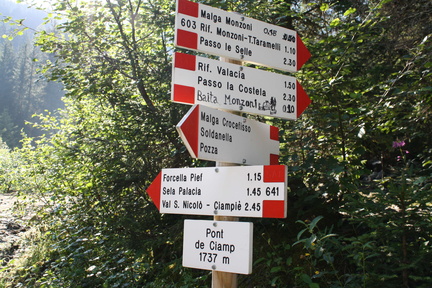 Malga Monzoni
603 Rif. Monzoni-T.Taramelli 1.10
Passo le Selle 2.30
Rif. Valacia 1.50
Passo la Costela 2.30
Baita Monzoni
Malga Crocefisso
Soldanella
Pozza
Forcella Pief 1.15
Sela Palacia 1.45 641
Val S. Nicolò - Ciampiè 2.45
Pont
de Ciamp
1737 m